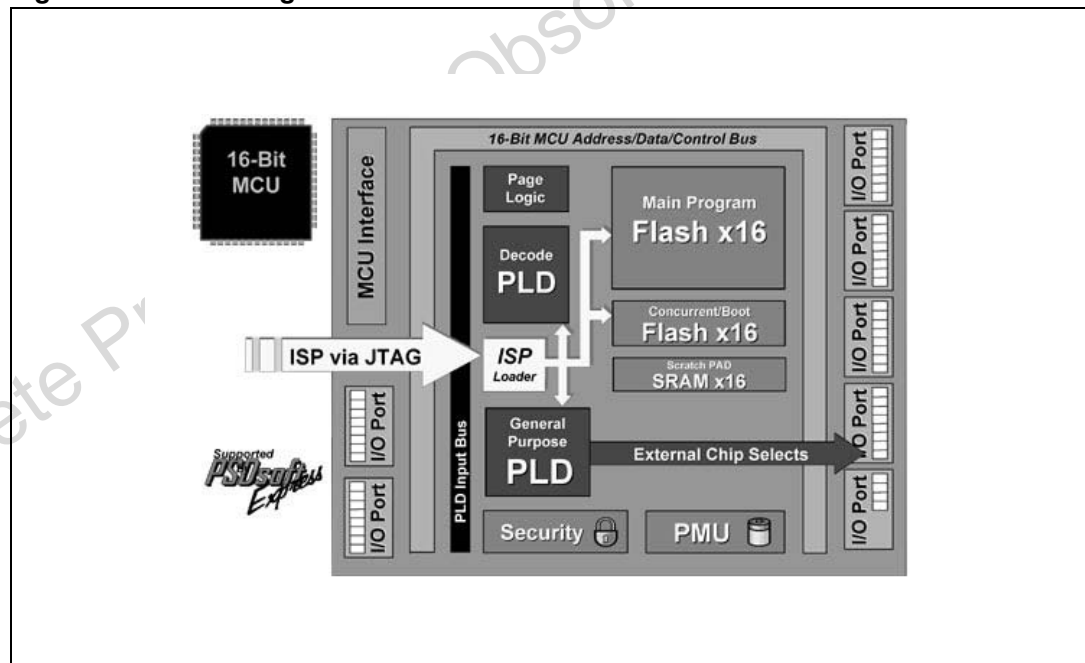 16-Bit
MCU
MCU Interface
16-Bit MCU Address/Data/Control Bus
Page
Logic
Decode
PLD
ISP via JTAG
ISP
Loader
General
Purpose
PLD
PLD Input Bus
Main Program
Flash x16
Concurrent/Boot
Flash x16
Scratch PAD
SRAM x16
External Chip Selects
Security
PMU
I/O Port
I/O Port
I/O Port
I/O Port
I/O Port
I/O Port
I/O Port
Supported
PSDsoft
Express